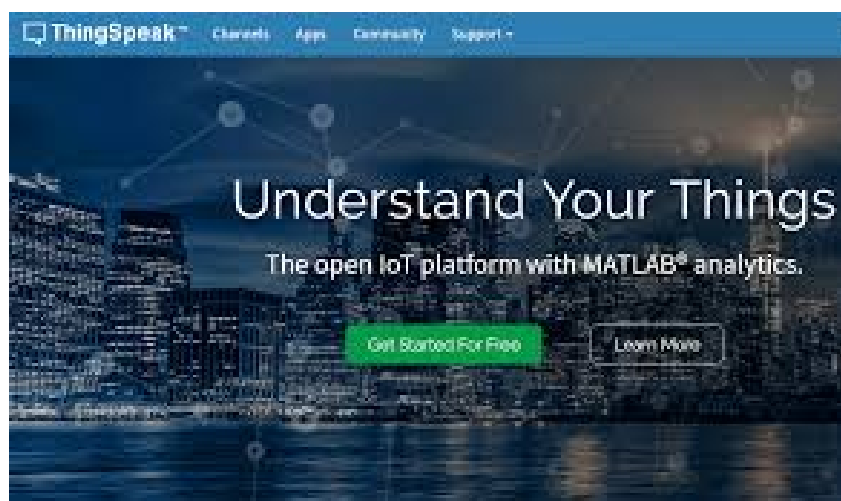 ThingSpeak™ Channels Apps Community Support
Understand Your Things
The open IoT platform with MATLAB® analytics.
Get Started For Free Learn More